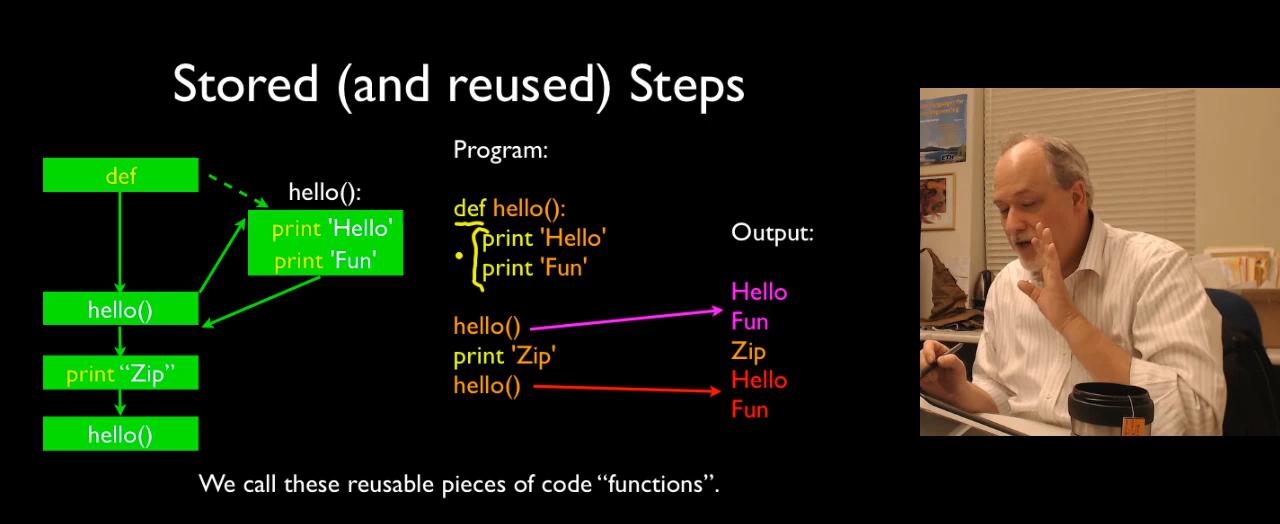 Stored (and reused) Steps
def
hello():
print 'Hello'
print 'Fun'
hello()
print “Zip”
hello()
Program:
def hello():
print 'Hello'
print 'Fun'
hello()
print 'Zip'
hello()
Output:
Hello
Fun
Zip
Hello
Fun
We call these reusable pieces of code “functions”.